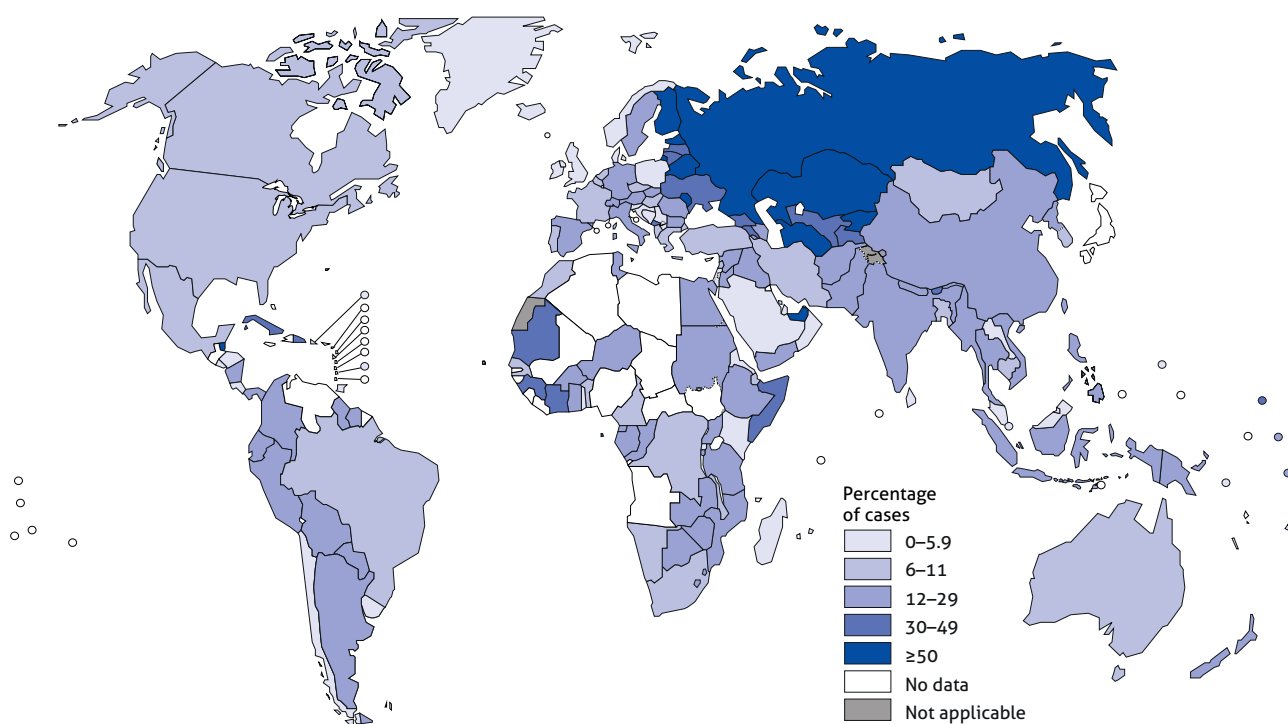 Percentage
of cases
0–5.9
6–11
12–29
30–49
≥50
No data
Not applicable